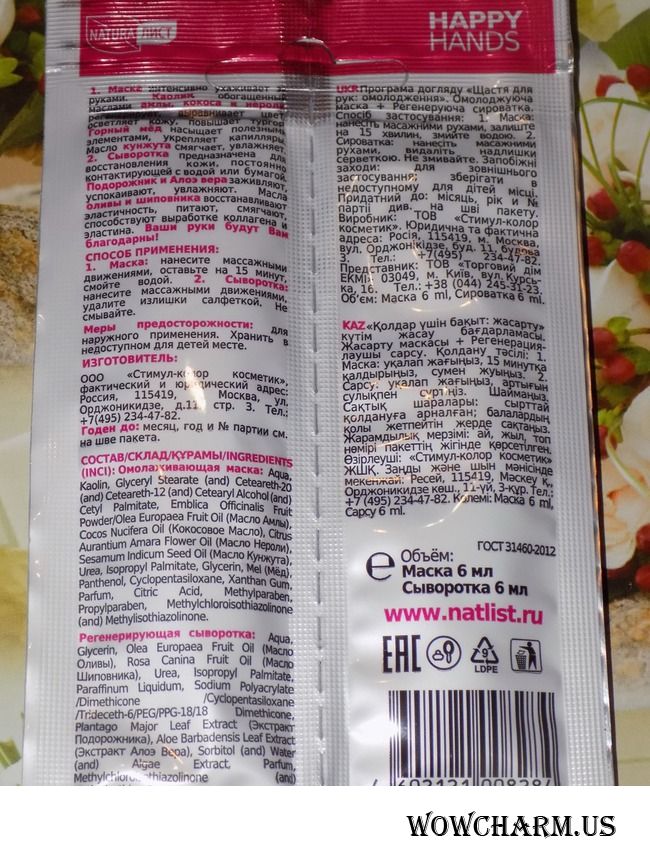 NATURA ЛИСТ
HAPPY
HANDS
1. Маска интенсивно ухаживает за
руками. Каолин обогащенный
маслами амлы, кокоса и нероли,
выравнивает цвет,
осветляет кожу, повышает тургор.
Горный мёд насыщает полезными
элементами, укрепляет капилляры.
Масло кунжута смягчает, увлажняет.
2. Сыворотка предназначена для
восстановления кожи, постоянно
контактирующей с водой или бумагой.
Подорожник и Алоэ вера заживляют,
успокаивают, увлажняют. Масла
оливы и шиповника восстанавливают
эластичность, питают, смягчают,
способствуют выработке коллагена и
эластина. Ваши руки будут Вам
благодарны!
СПОСОБ ПРИМЕНЕНИЯ:
1. Маска: нанесите массажными
движениями, оставьте на 15 минут,
смойте водой. 2. Сыворотка:
нанесите массажными движениями,
удалите излишки салфеткой. Не
смывайте.
Меры предосторожности: для
наружного применения. Хранить в
недоступном для детей месте.
ИЗГОТОВИТЕЛЬ:
ООО «Стимул-колор косметик»,
фактический и юридический адрес:
Россия, 115419, г. Москва, ул.
Орджоникидзе, д.11, стр. 3. Тел.:
+7(495) 234-47-82.
Годен до: месяц, год и № партии см.
на шве пакета.
СОСТАВ/СКЛАД/ҚҰРАМЫ/INGREDIENTS
(INCI): Омолаживающая маска: Aqua,
Kaolin, Glyceryl Stearate (and) Ceteareth-20
(and) Ceteareth-12 (and) Cetearyl Alcohol (and)
Cetyl Palmitate, Emblica Officinalis Fruit
Powder/Olea Europaea Fruit Oil (Масло Амлы),
Cocos Nucifera Oil (Кокосовое Масло), Citrus
Aurantium Amara Flower Oil (Масло Нероли),
Sesamum Indicum Seed Oil (Масло Кунжута),
Urea, Isopropyl Palmitate, Glycerin, Mel (Мёд),
Panthenol, Cyclopentasiloxane, Xanthan Gum,
Parfum, Citric Acid, Methylparaben,
Propylparaben, Methylchloroisothiazolinone
(and) Methylisothiazolinone.
Регенерирующая сыворотка: Aqua,
Glycerin, Olea Europaea Fruit Oil (Масло
Оливы), Rosa Canina Fruit Oil (Масло
Шиповника), Urea, Isopropyl Palmitate,
Paraffinum Liquidum, Sodium Polyacrylate
/Dimethicone /Cyclopentasiloxane
/Trideceth-6/PEG/PPG-18/18 Dimethicone,
Plantago Major Leaf Extract (Экстракт
Подорожника), Aloe Barbadensis Leaf Extract
(Экстракт Алоэ Вера), Sorbitol (and) Water
(and) Algae Extract, Parfum,
Methylchloroisothiazolinone (and)
UKR Програма догляду «Щастя для
рук: омолодження». Омолоджуюча
маска + Регенеруюча сироватка.
Спосіб застосування: 1. Маска:
нанесіть масажними рухами, залиште
на 15 хвилин, змийте водою. 2.
Сироватка: нанесіть масажними
рухами, видаліть надлишки
серветкою. Не змивайте. Запобіжні
заходи: для зовнішнього
застосування; зберігати в
недоступному для дітей місці.
Придатний до: місяць, рік и №
партії див. на шві пакету.
Виробник: ТОВ «Стимул-колор
косметик». Юридична та фактична
адреса: Росія, 115419, м. Москва,
вул. Орджонікідзе, буд. 11, будова
3. Тел.: +7(495) 234-47-82.
Представник: ТОВ «Торговий дім
ЕКМІ» 03049, м. Київ, вул. Курсь-
ка, 16. Тел.: +38 (044) 245-31-23.
Об'єм: Маска 6 ml, Сироватка 6 ml.
KAZ «Қолдар үшін бақыт: жасарту»
күтім жасау бағдарламасы.
Жасарту маскасы + Регенерация-
лаушы сарсу. Қолдану тәсілі: 1.
Маска: уқалап жағыңыз, 15 минутқа
қалдырыңыз, сумен жуыңыз. 2.
Сарсу: уқалап жағыңыз, артығын
сулықпен сүртіңіз. Шаймаңыз.
Сақтық шаралары: сырттай
қолдануға арналған; балалардың
қолы жетпейтін жерде сақтаңыз.
Жарамдылық мерзімі: ай, жыл, топ
нөмірі пакеттің жігінде көрсетілген.
Өзірлеуші: «Стимул-колор косметик»
ЖШҚ. Заңды және шын мәнісінде
мекенжай: Ресей, 115419, Мәскеу қ.,
Орджоникидзе көш., 11-үй, 3-құр. Тел.:
+7 (495) 234-47-82. Көлемі: Маска 6 ml,
Сарсу 6 ml.
ГОСТ 31460-2012
℮ Объём:
Маска 6 мл
Сыворотка 6 мл
www.natlist.ru
EAC
9
LDPE
WOWCHARM.US